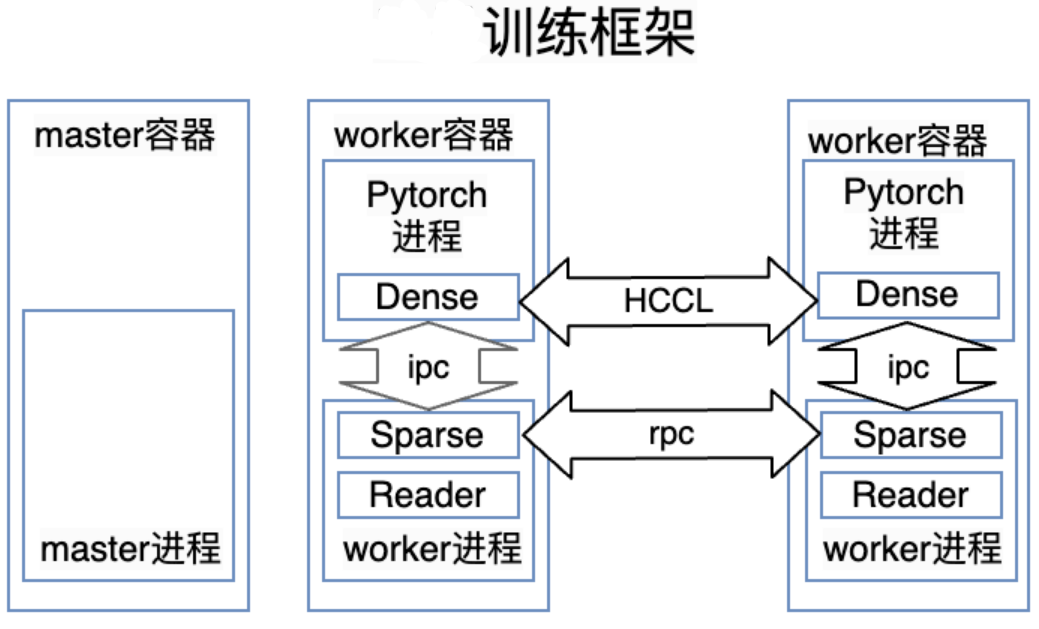 训练框架
master容器
master进程
worker容器
Pytorch
进程
Dense
ipc
Sparse
Reader
worker进程
HCCL
rpc
worker容器
Pytorch
进程
Dense
ipc
Sparse
Reader
worker进程